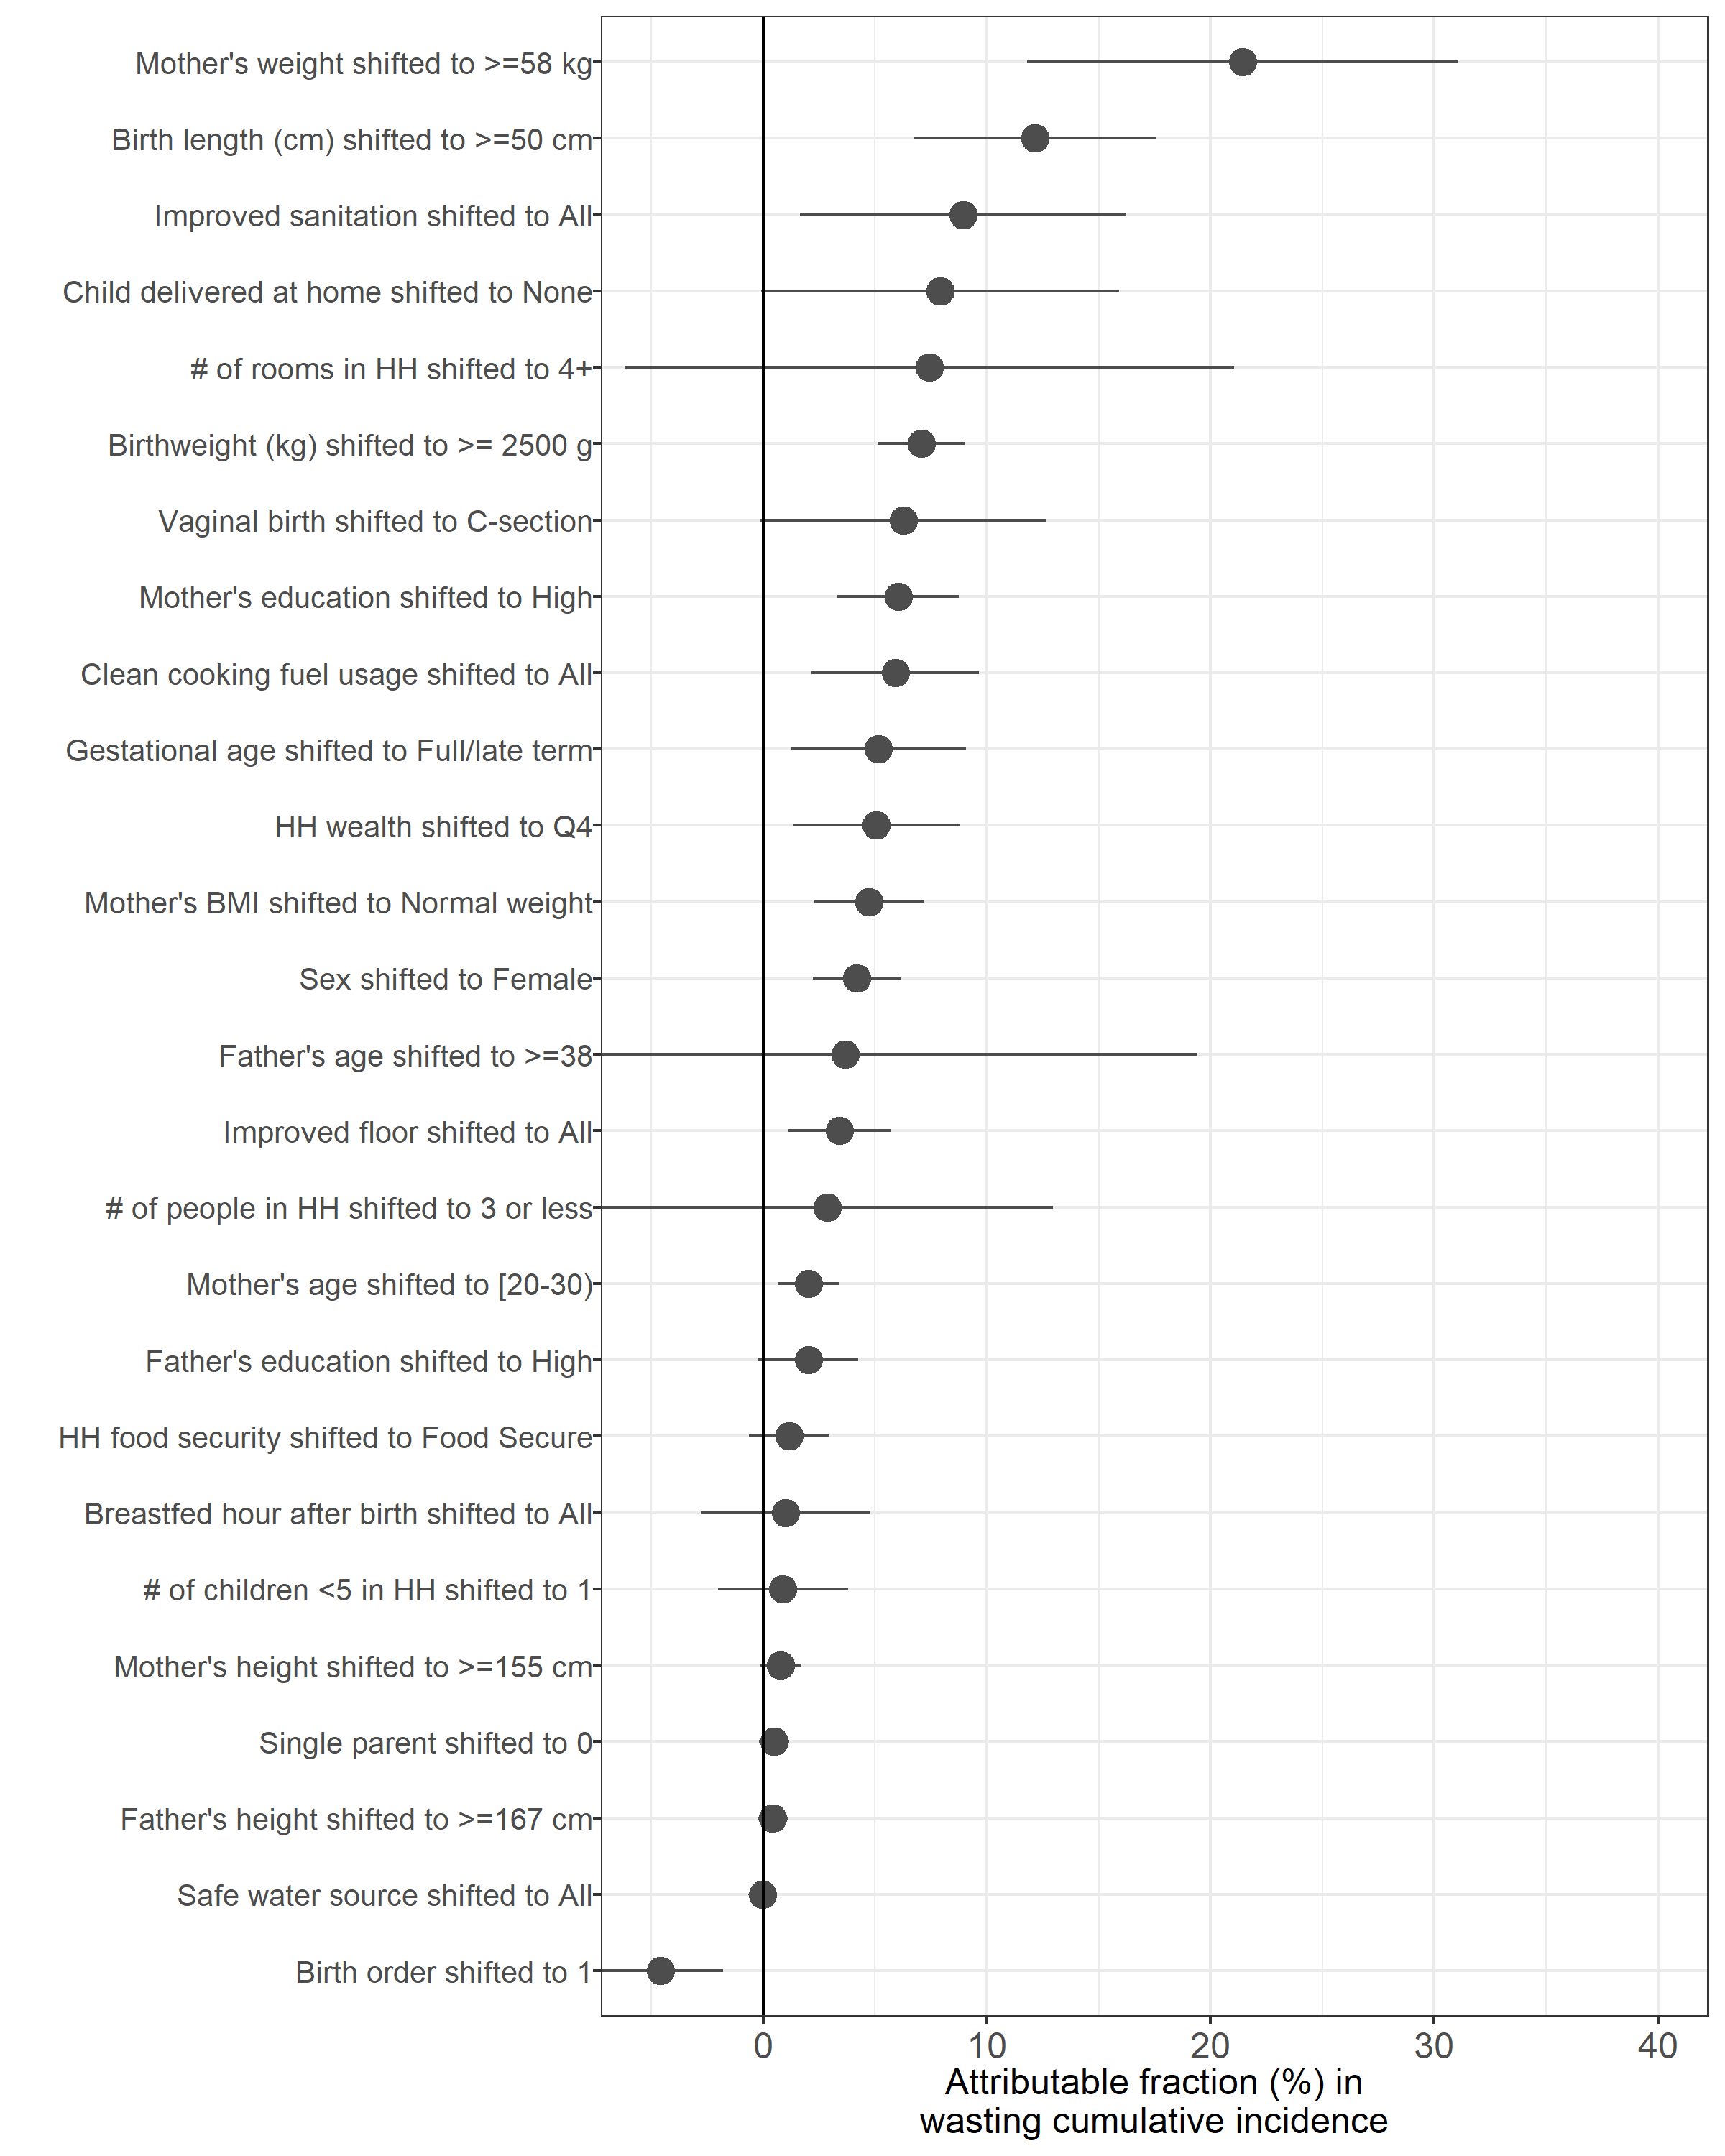 Mother's weight shifted to >=58 kg
Birth length (cm) shifted to >=50 cm
Improved sanitation shifted to All
Child delivered at home shifted to None
# of rooms in HH shifted to 4+
Birthweight (kg) shifted to >= 2500 g
Vaginal birth shifted to C-section
Mother's education shifted to High
Clean cooking fuel usage shifted to All
Gestational age shifted to Full/late term
HH wealth shifted to Q4
Mother's BMI shifted to Normal weight
Sex shifted to Female
Father's age shifted to >=38
Improved floor shifted to All
# of people in HH shifted to 3 or less
Mother's age shifted to [20-30)
Father's education shifted to High
HH food security shifted to Food Secure
Breastfed hour after birth shifted to All
# of children <5 in HH shifted to 1
Mother's height shifted to >=155 cm
Single parent shifted to 0
Father's height shifted to >=167 cm
Safe water source shifted to All
Birth order shifted to 1
0 10 20 30 40
Attributable fraction (%) in
wasting cumulative incidence